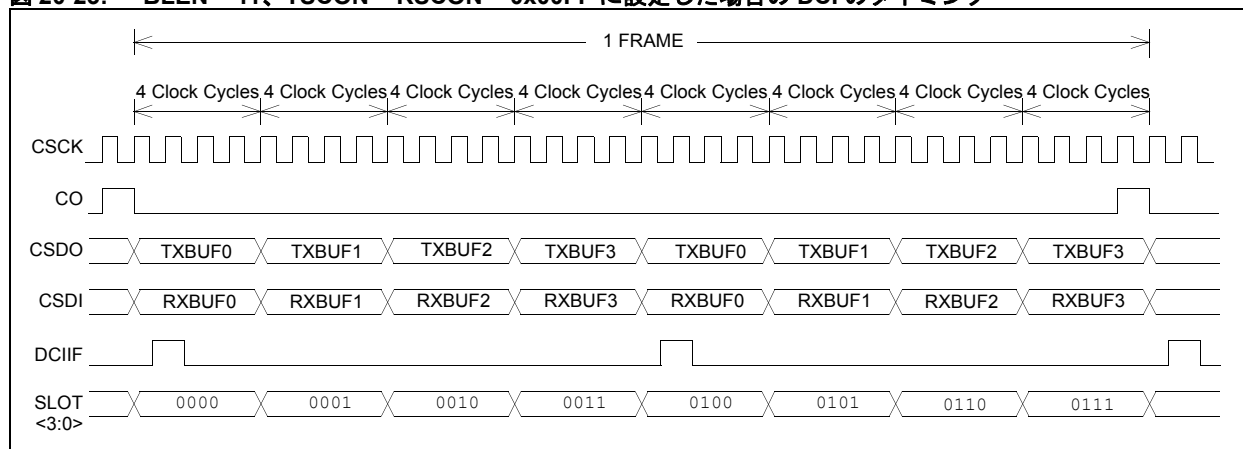 1 FRAME
4 Clock Cycles 4 Clock Cycles 4 Clock Cycles 4 Clock Cycles 4 Clock Cycles 4 Clock Cycles 4 Clock Cycles 4 Clock Cycles
CSCK
CO
CSDO TXBUF0 TXBUF1 TXBUF2 TXBUF3 TXBUF0 TXBUF1 TXBUF2 TXBUF3
CSDI RXBUF0 RXBUF1 RXBUF2 RXBUF3 RXBUF0 RXBUF1 RXBUF2 RXBUF3
DCIIF
SLOT 0000 0001 0010 0011 0100 0101 0110 0111
<3:0>